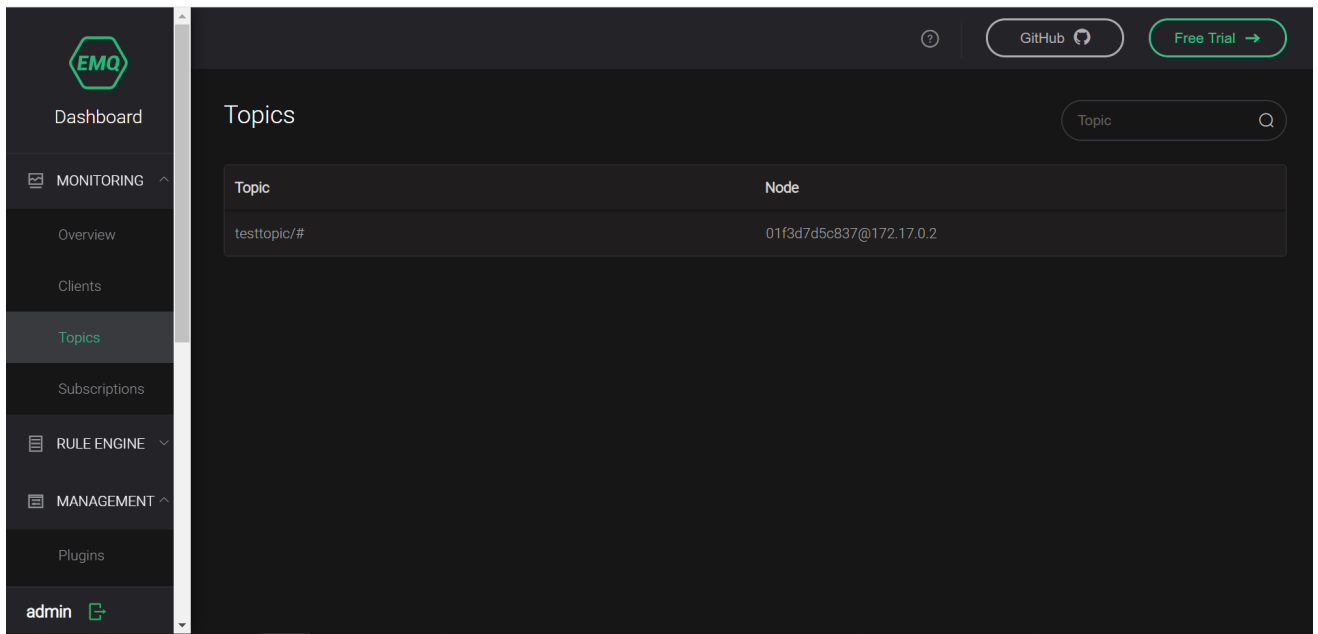 EMQ
Dashboard
MONITORING
Overview
Clients
Topics
Subscriptions
RULE ENGINE
MANAGEMENT
Plugins
admin
GitHub
Free Trial →
Topics
Topic
Topic Node
testtopic/# 01f3d7d5c837@172.17.0.2